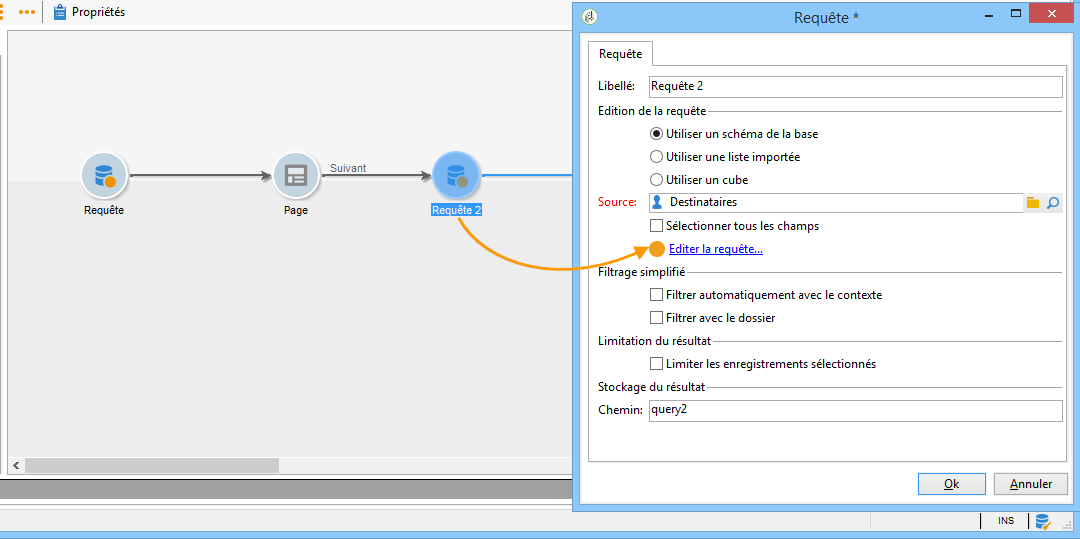 Propriétés
Requête
Page
Suivant
Requête 2
Requête *
Requête
Libellé: Requête 2
Edition de la requête
Utiliser un schéma de la base
Utiliser une liste importée
Utiliser un cube
Source: Destinataires
Sélectionner tous les champs
Editer la requête...
Filtrage simplifié
Filtrer automatiquement avec le contexte
Filtrer avec le dossier
Limitation du résultat
Limiter les enregistrements sélectionnés
Stockage du résultat
Chemin: query2
Ok
Annuler
INS